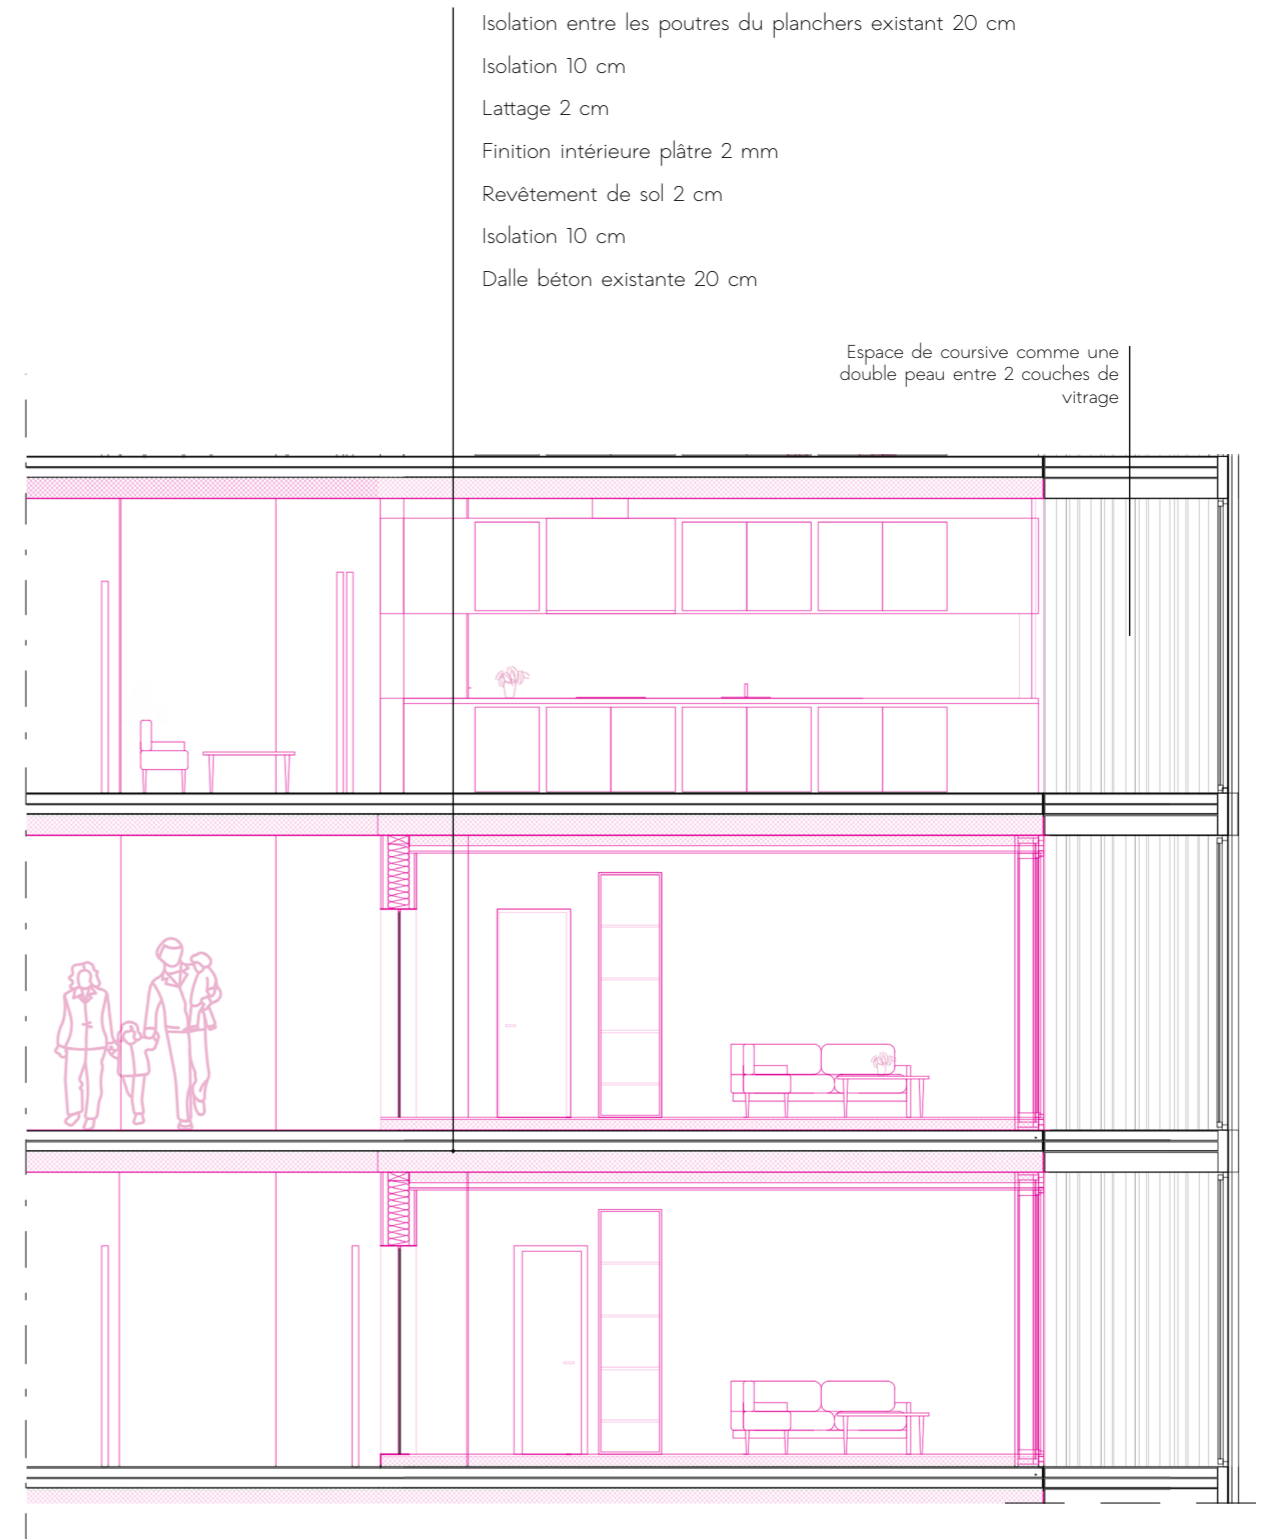 Isolation entre les poutres du planchers existant 20 cm
Isolation 10 cm
Lattage 2 cm
Finition intérieure plâtre 2 mm
Revêtement de sol 2 cm
Isolation 10 cm
Dalle béton existante 20 cm
Espace de coursive comme une
double peau entre 2 couches de
vitrage